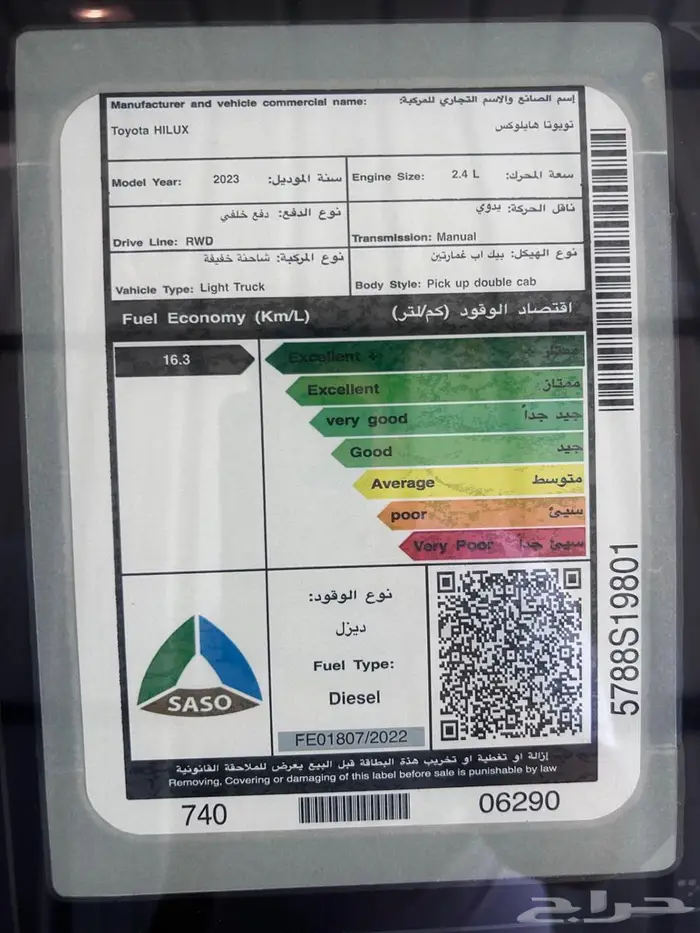 Manufacturer and vehicle commercial name: إسم الصانع والاسم التجاري للمركبة:
Toyota HILUX تويوتا هايلوكس
Model Year: 2023 سنة الموديل: Engine Size: 2.4 L سعة المحرك:
نوع الدفع: دفع خلفي ناقل الحركة: يدوي
Drive Line: RWD Transmission: Manual
نوع المركبة: شاحنة خفيفة نوع الهيكل: بيك اب غمارتين
Vahicle Type: Light Truck Body Style: Pick up double cab
Fuel Economy (Km/L) اقتصاد الوقود (كم/لتر)
16.3 Excellent + ممتاز
Excellent ممتاز
very good جيد جداً
Good جيد
Average متوسط
poor سيئ
Very Poor سيئ جداً
نوع الوقود:
ديزل
Fuel Type:
Diesel
SASO
FE01807/2022
5788S19801
إزالة او تغطية او تخريب هذة البطاقة قبل البيع يعرض للملاحقة القانونية
Removing, Covering or damaging of this label before sale is punishable by law
740 06290
حراج